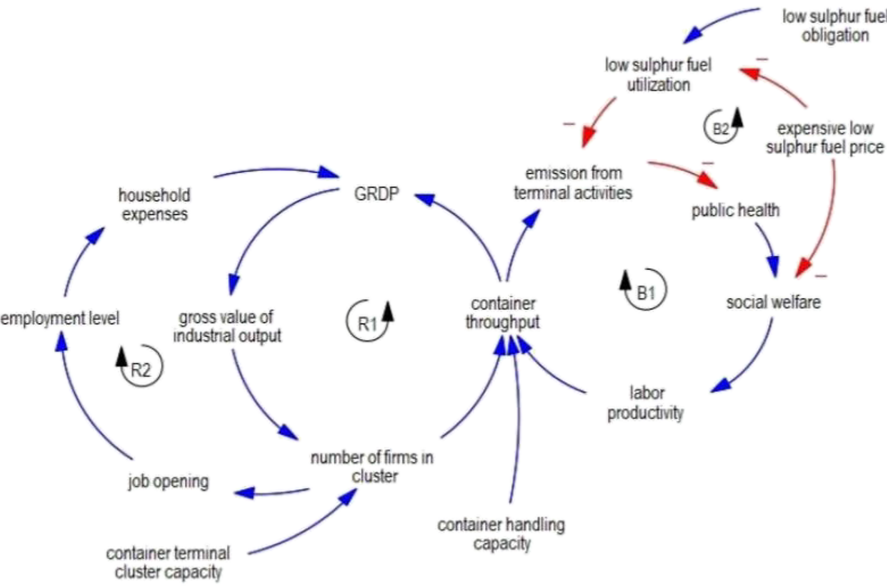 low sulphur fuel
obligation
low sulphur fuel
utilization
B2
expensive low
sulphur fuel price
emission from
terminal activities
public health
household
expenses
GRDP
B1
social welfare
container
throughput
employment level
gross value of
industrial output
R1
R2
labor
productivity
number of firms in
cluster
job opening
container handling
capacity
container terminal
cluster capacity